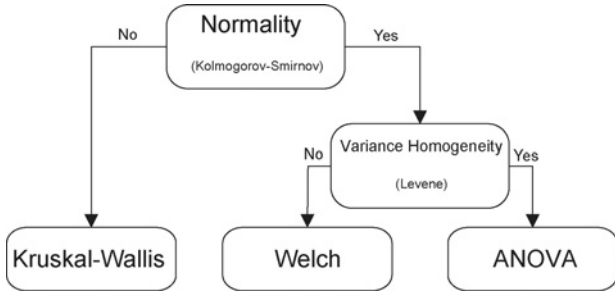 Normality
No
Yes
(Kolmogorov-Smirnov)
Variance Homogeneity
No
Yes
(Levene)
Kruskal-Wallis
Welch
ANOVA